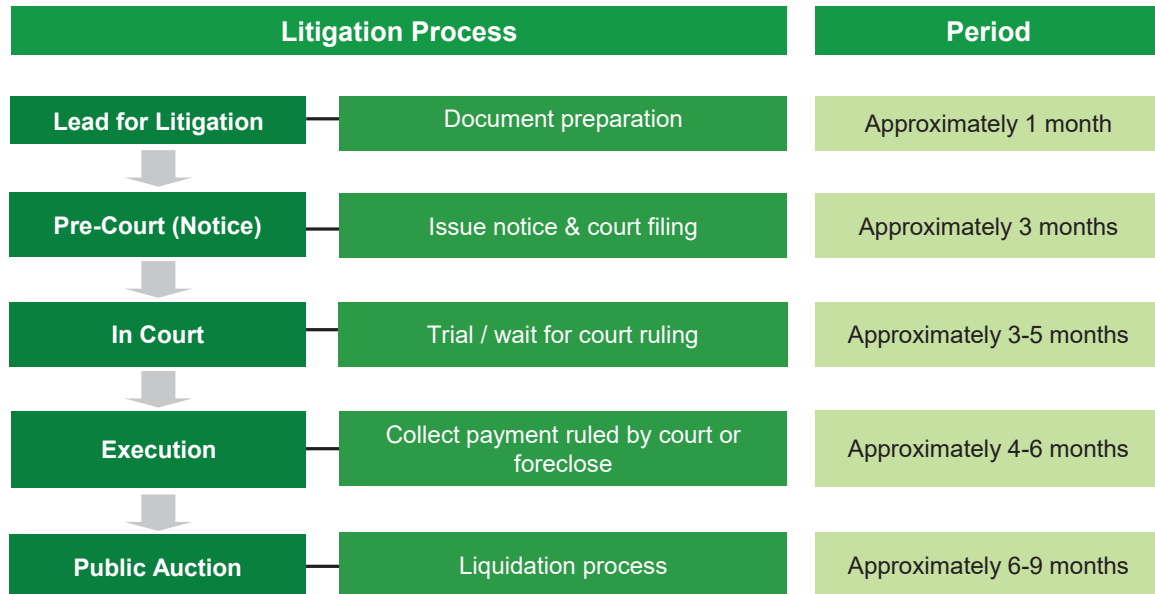 Litigation Process
Period
Lead for Litigation
Document preparation
Approximately 1 month
Pre-Court (Notice)
Issue notice & court filing
Approximately 3 months
In Court
Trial / wait for court ruling
Approximately 3-5 months
Execution
Collect payment ruled by court or
foreclose
Approximately 4-6 months
Public Auction
Liquidation process
Approximately 6-9 months